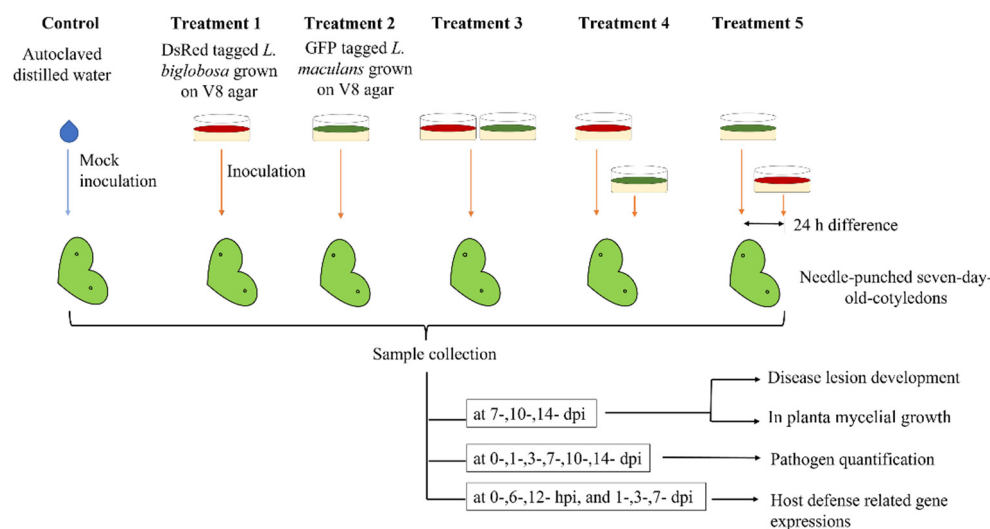 Control
Autoclaved
distilled water
Treatment 1
DsRed tagged L.
biglobosa grown
on V8 agar
Treatment 2
GFP tagged L.
maculans grown
on V8 agar
Treatment 3
Treatment 4
Treatment 5
Mock
inoculation
Inoculation
24 h difference
Needle-punched seven-day-
old-cotyledons
Sample collection
at 7-,10-,14- dpi
Disease lesion development
In planta mycelial growth
at 0-,1-,3-,7-,10-,14- dpi
Pathogen quantification
at 0-,6-,12- hpi, and 1-,3-,7- dpi
Host defense related gene
expressions